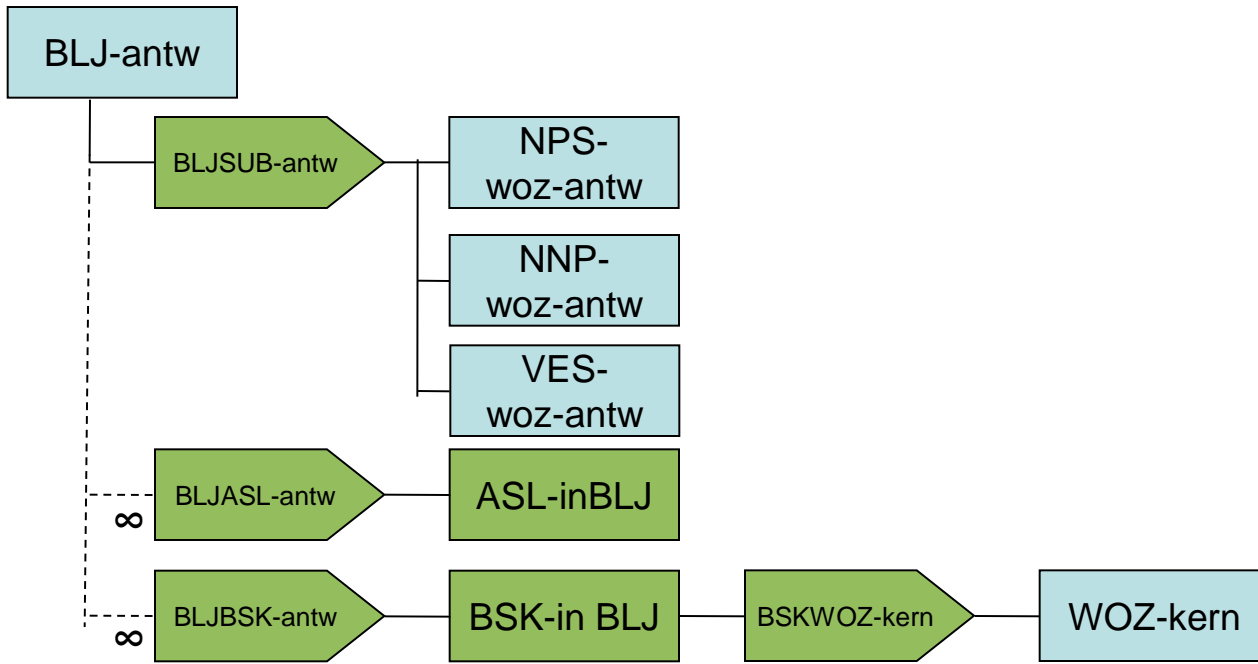 BLJ-antw
BLJSUB-antw
NPS-
woz-antw
NNP-
woz-antw
VES-
woz-antw
BLJASL-antw
ASL-inBLJ
∞
BLJBSK-antw
BSK-in BLJ
BSKWOZ-kern
WOZ-kern
∞